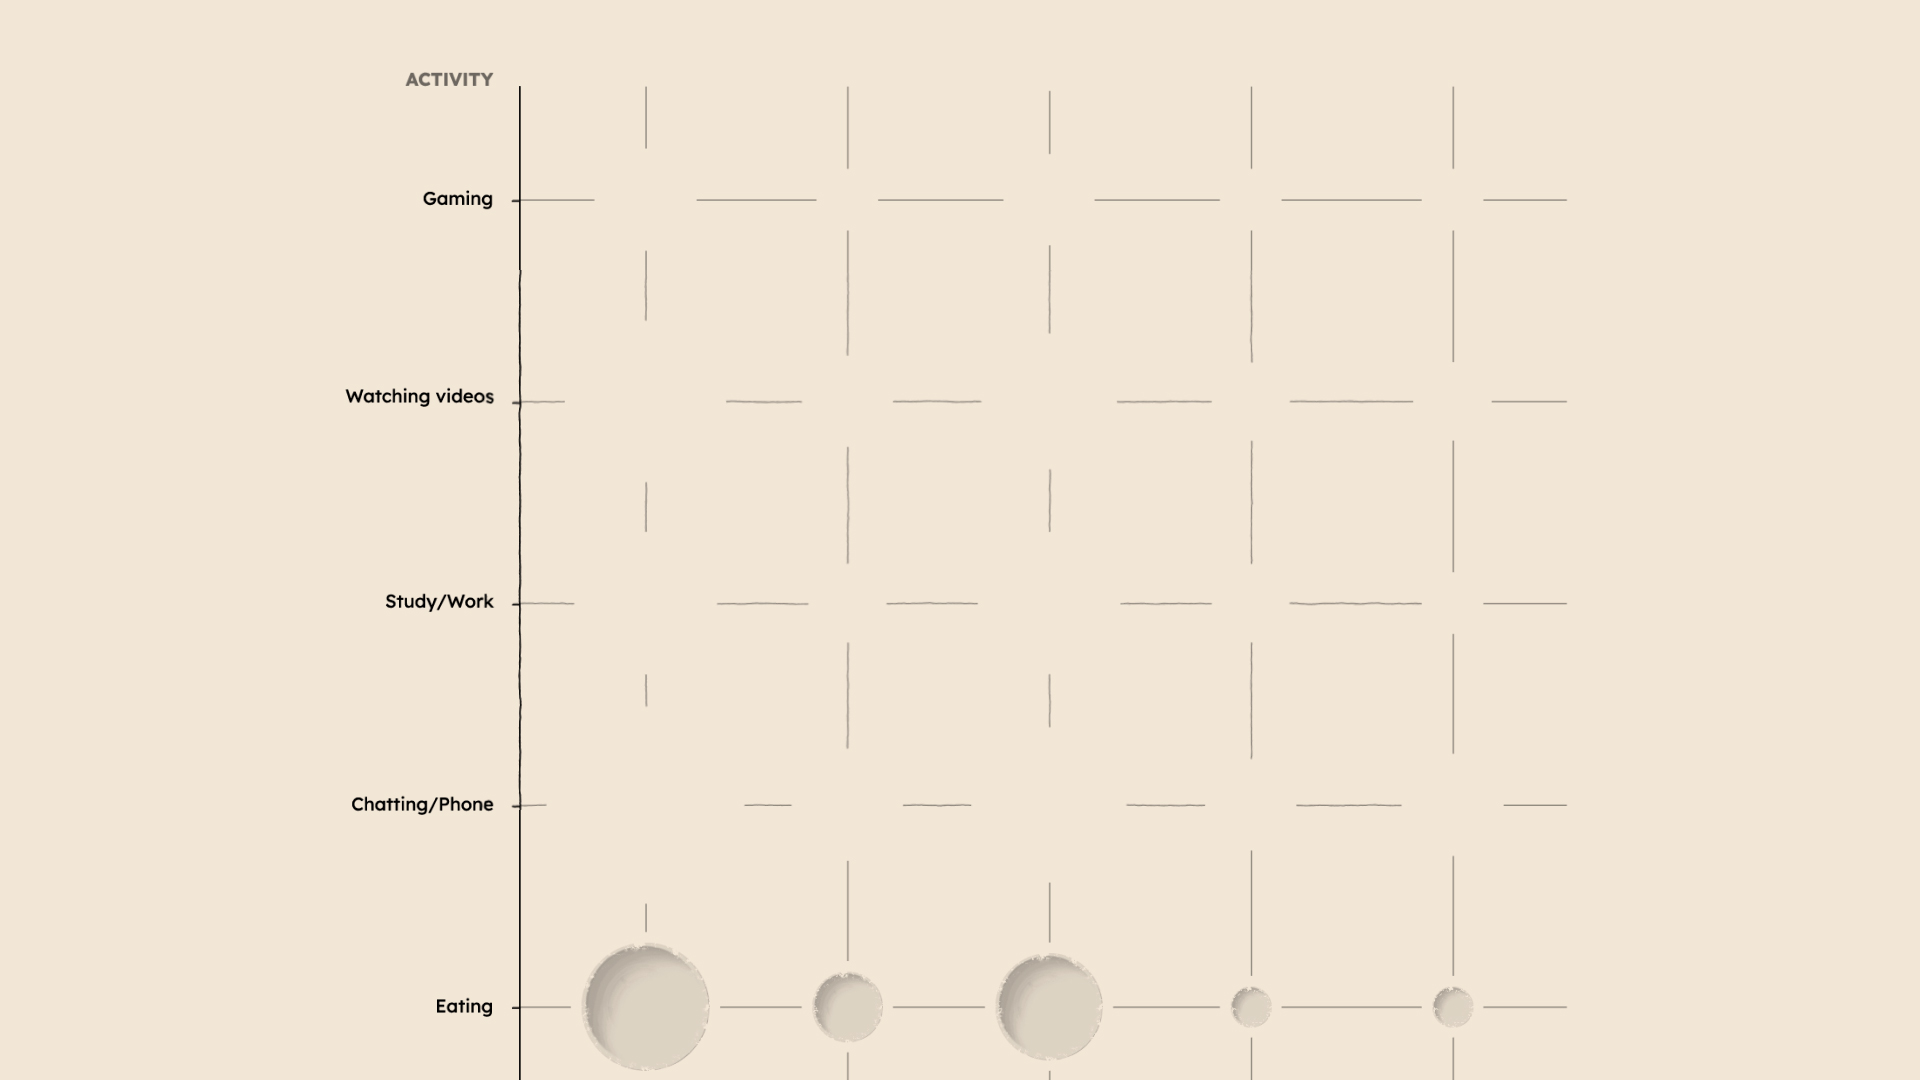 ACTIVITY
Gaming
Watching videos
Study/Work
Chatting/Phone
Eating